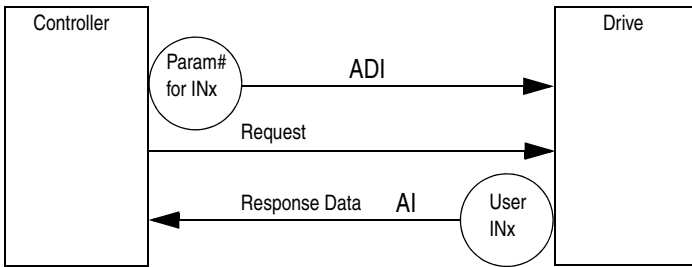 Controller
Drive
Param#
for INx
ADI
Request
Response Data AI
User
INx